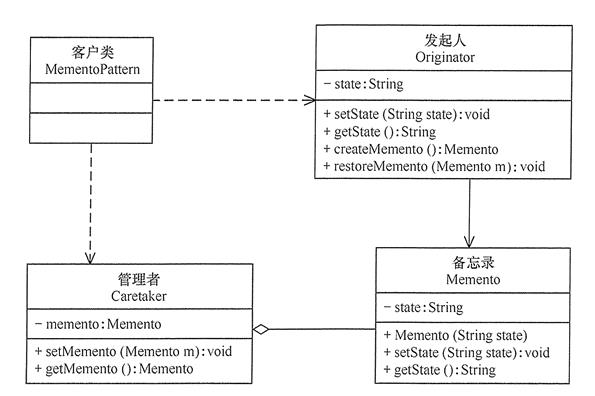 客户类
MementoPattern
发起人
Originator
− state:String
+ setState (String state):void
+ getState ():String
+ createMemento ():Memento
+ restoreMemento (Memento m):void
管理者
Caretaker
− memento:Memento
+ setMemento (Memento m):void
+ getMemento ():Memento
备忘录
Memento
− state:String
+ Memento (String state)
+ setState (String state):void
+ getState ():String